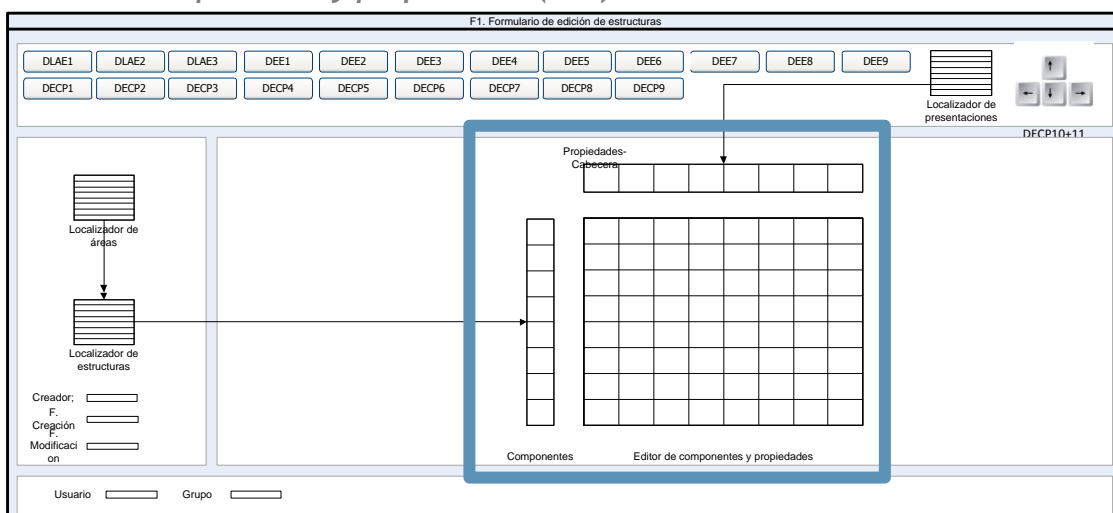 F1. Formulario de edición de estructuras
DLAE1 DLAE2 DLAE3 DEE1 DEE2 DEE3 DEE4 DEE5 DEE6 DEE7 DEE8 DEE9
DECP1 DECP2 DECP3 DECP4 DECP5 DECP6 DECP7 DECP8 DECP9
Localizador de
presentaciones
DECP10+11
Propiedades-
Cabecera
Localizador de
áreas
Localizador de
estructuras
Creador;
F.
Creación
F.
Modificaci
on
Componentes
Editor de componentes y propiedades
Usuario
Grupo